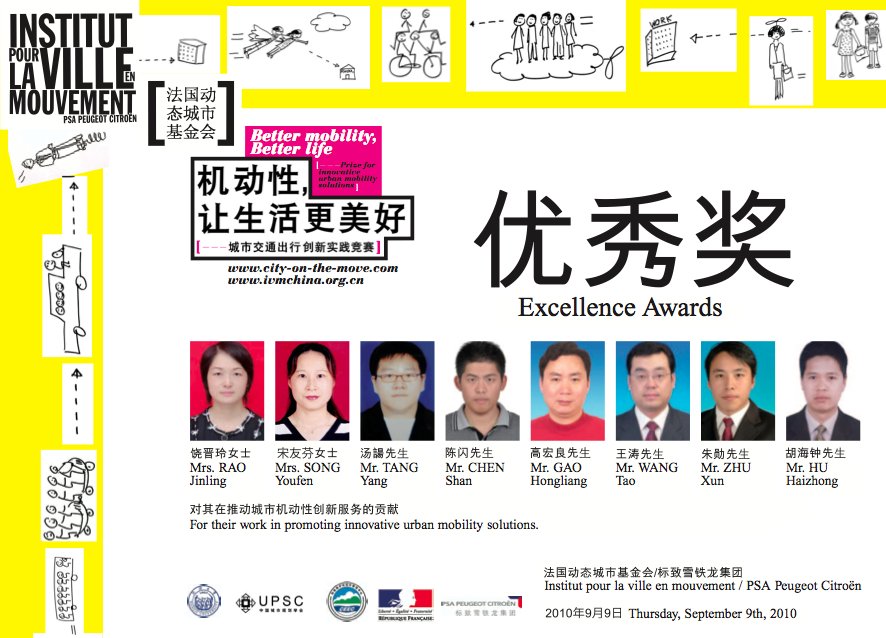 INSTITUT
POUR
LA VILLE EN
MOUVEMENT
PSA PEUGEOT CITROËN
法国动
态城市
基金会
WORK
Better mobility,
Better life
[----Prize for
innovative
urban mobility
solutions]
机动性,
让生活更美好
[---城市交通出行创新实践竞赛]
www.city-on-the-move.com
www.ivmchina.org.cn
优秀奖
Excellence Awards
饶晋玲女士
Mrs. RAO
Jinling
宋友芬女士
Mrs. SONG
Youfen
汤諹先生
Mr. TANG
Yang
陈闪先生
Mr. CHEN
Shan
高宏良先生
Mr. GAO
Hongliang
王涛先生
Mr. WANG
Tao
朱勋先生
Mr. ZHU
Xun
胡海钟先生
Mr. HU
Haizhong
对其在推动城市机动性创新服务的贡献
For their work in promoting innovative urban mobility solutions.
UPSC
中国城市规划学会
Liberté • Égalité • Fraternité
RÉPUBLIQUE FRANÇAISE
PSA PEUGEOT CITROËN
标致雪铁龙集团
法国动态城市基金会/标致雪铁龙集团
Institut pour la ville en mouvement / PSA Peugeot Citroën
2010年9月9日 Thursday, September 9th, 2010